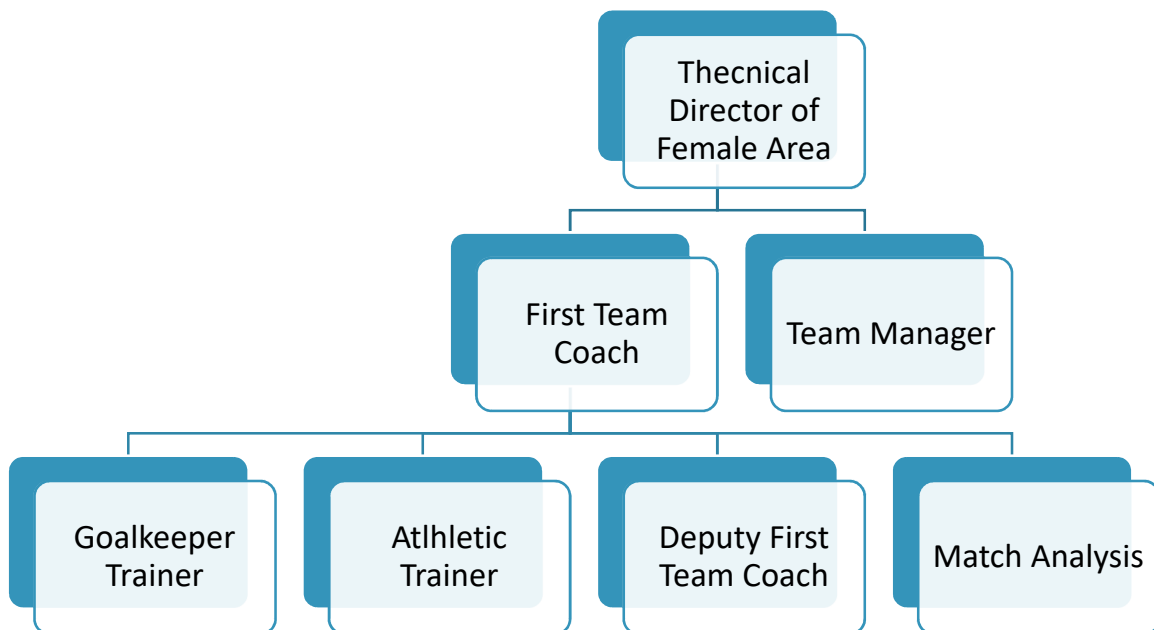 Thecnical
Director of
Female Area
First Team
Coach
Team Manager
Goalkeeper
Trainer
Atlhletic
Trainer
Deputy First
Team Coach
Match Analysis